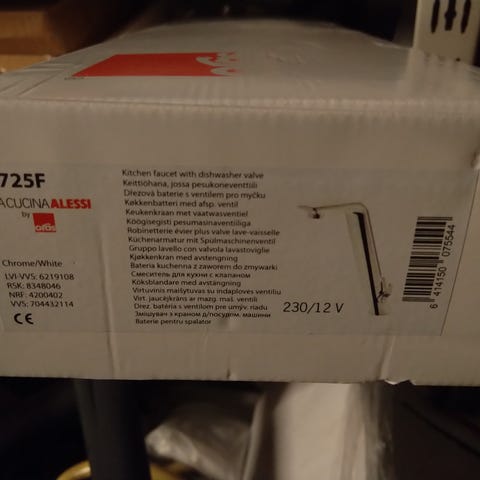 725F
ACUCINAALESSI
by
oras
Chrome/White
LVI-VVS: 6219108
RSK: 8348046
NRF: 4200402
VVS: 704432114
CE
Kitchen faucet with dishwasher valve
Keittiöhana, jossa pesukoneventtiili
Dřezová baterie s ventilem pro myčku
Køkkenbatteri med afsp. ventil
Keukenkraan met vaatwasventiel
Köögisegisti pesumasinaventiiliga
Robinetterie évier plus valve lave-vaisselle
Küchenarmatur mit Spülmaschinenventil
Gruppo lavello con valvola lavastoviglie
Kjøkkenkran med avstengning
Bateria kuchenna z zaworem do zmywarki
Смеситель для кухни с клапаном
Köksblandare med avstängning
Virtuvinis maišytuvas su indaplovės ventiliu
Virt. jaucējkrāns ar mazg. maš. ventili
Drez. batéria s ventilom pre umýv. riadu
Змішувач з краном д/посудом. машини
Baterie pentru spalator
230/12 V
6 414150 075544